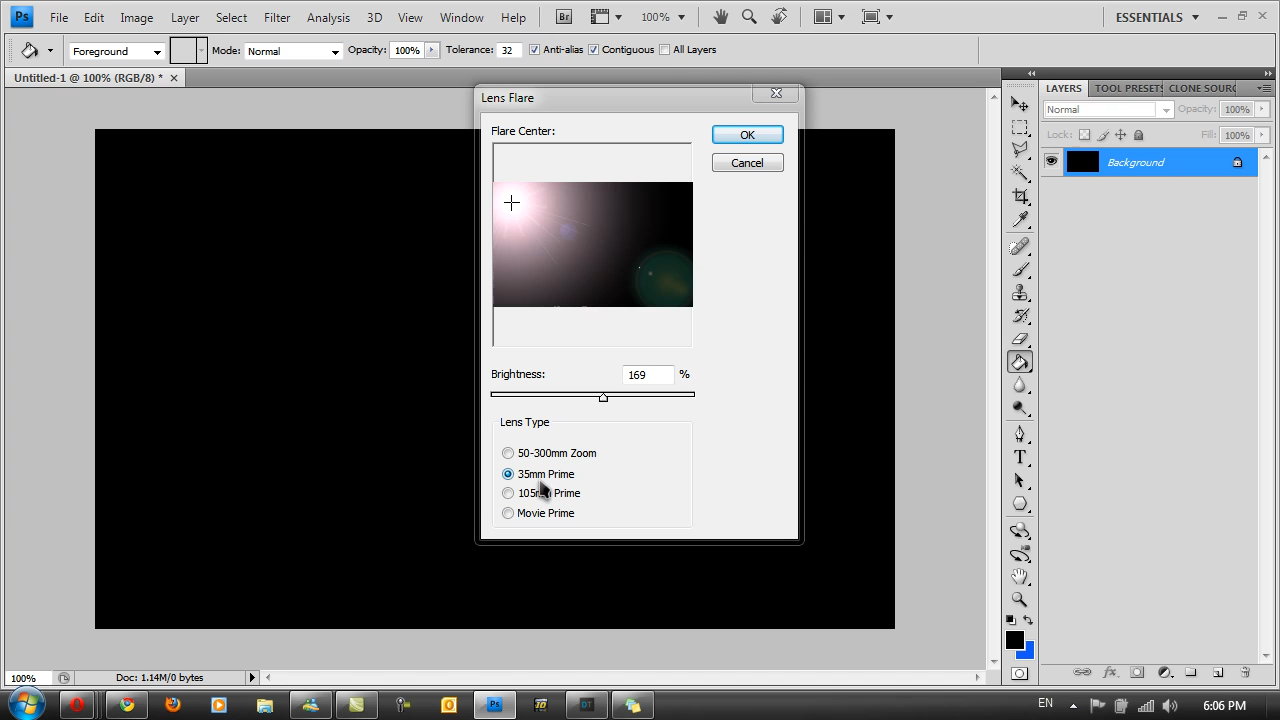 Ps File Edit Image Layer Select Filter Analysis 3D View Window Help Br 100% ESSENTIALS
Foreground Mode: Normal Opacity: 100% Tolerance: 32 Anti-alias Contiguous All Layers
Untitled-1 @ 100% (RGB/8) *
Lens Flare
Flare Center:
OK
Cancel
Brightness: 169 %
Lens Type
50-300mm Zoom
35mm Prime
Prime
Movie Prime
LAYERS TOOL PRESETS CLONE SOURC
Normal Opacity: 100%
Lock: Fill: 100%
Background
T
fx
100% Doc: 1.14M/0 bytes
Ps EN 6:06 PM